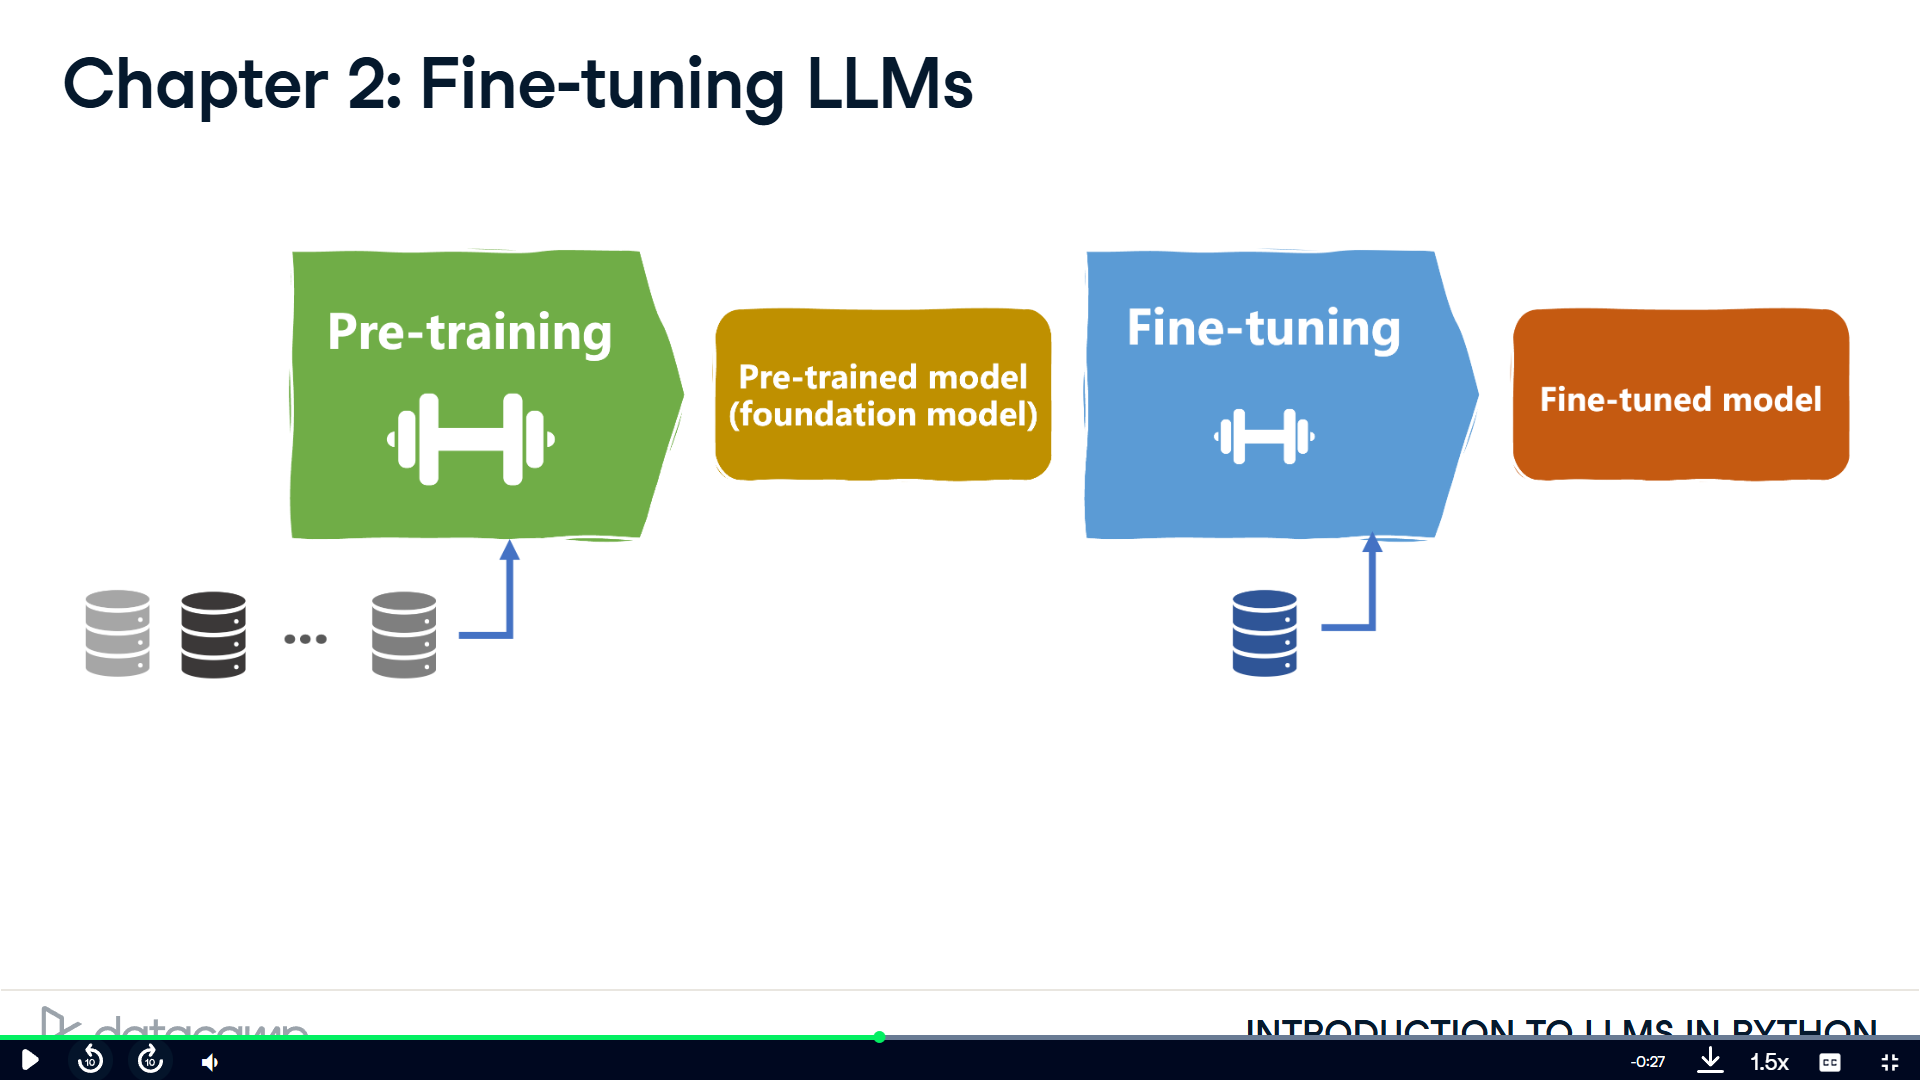 Chapter 2: Fine-tuning LLMs
Pre-training
Pre-trained model
(foundation model)
Fine-tuning
Fine-tuned model
datacamp
INTRODUCTION TO LLMS IN PYTHON
10
10
-0:27
1.5x
CC